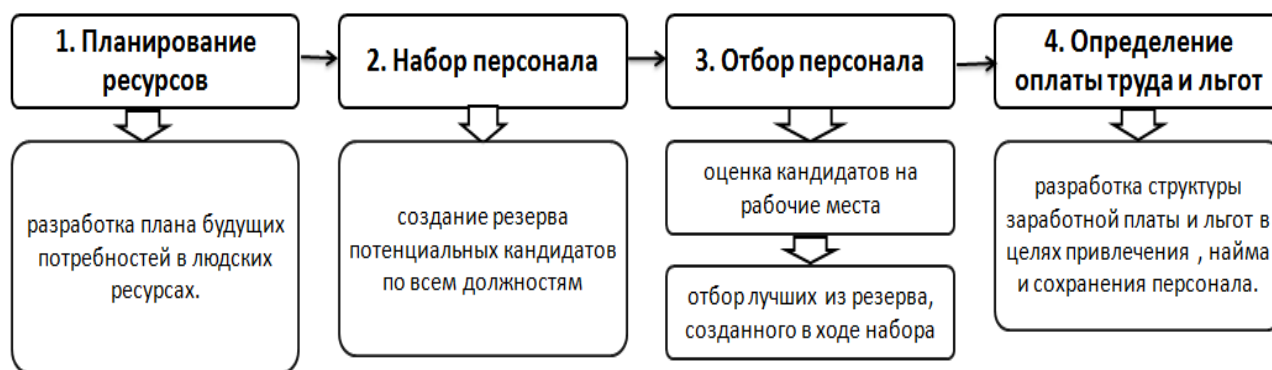 1. Планирование
ресурсов
2. Набор персонала
3. Отбор персонала
4. Определение
оплаты труда и льгот
разработка плана будущих
потребностей в людских
ресурсах.
создание резерва
потенциальных кандидатов
по всем должностям
оценка кандидатов на
рабочие места
отбор лучших из резерва,
созданного в ходе набора
разработка структуры
заработной платы и льгот в
целях привлечения , найма
и сохранения персонала.